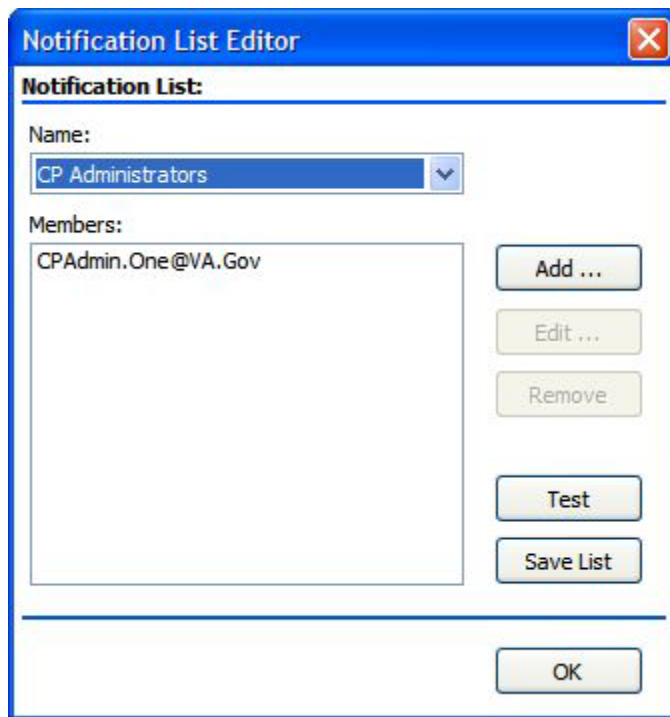 Notification List Editor
Notification List:
Name:
CP Administrators
Members:
CPAdmin.One@VA.Gov
Add ...
Edit ...
Remove
Test
Save List
OK